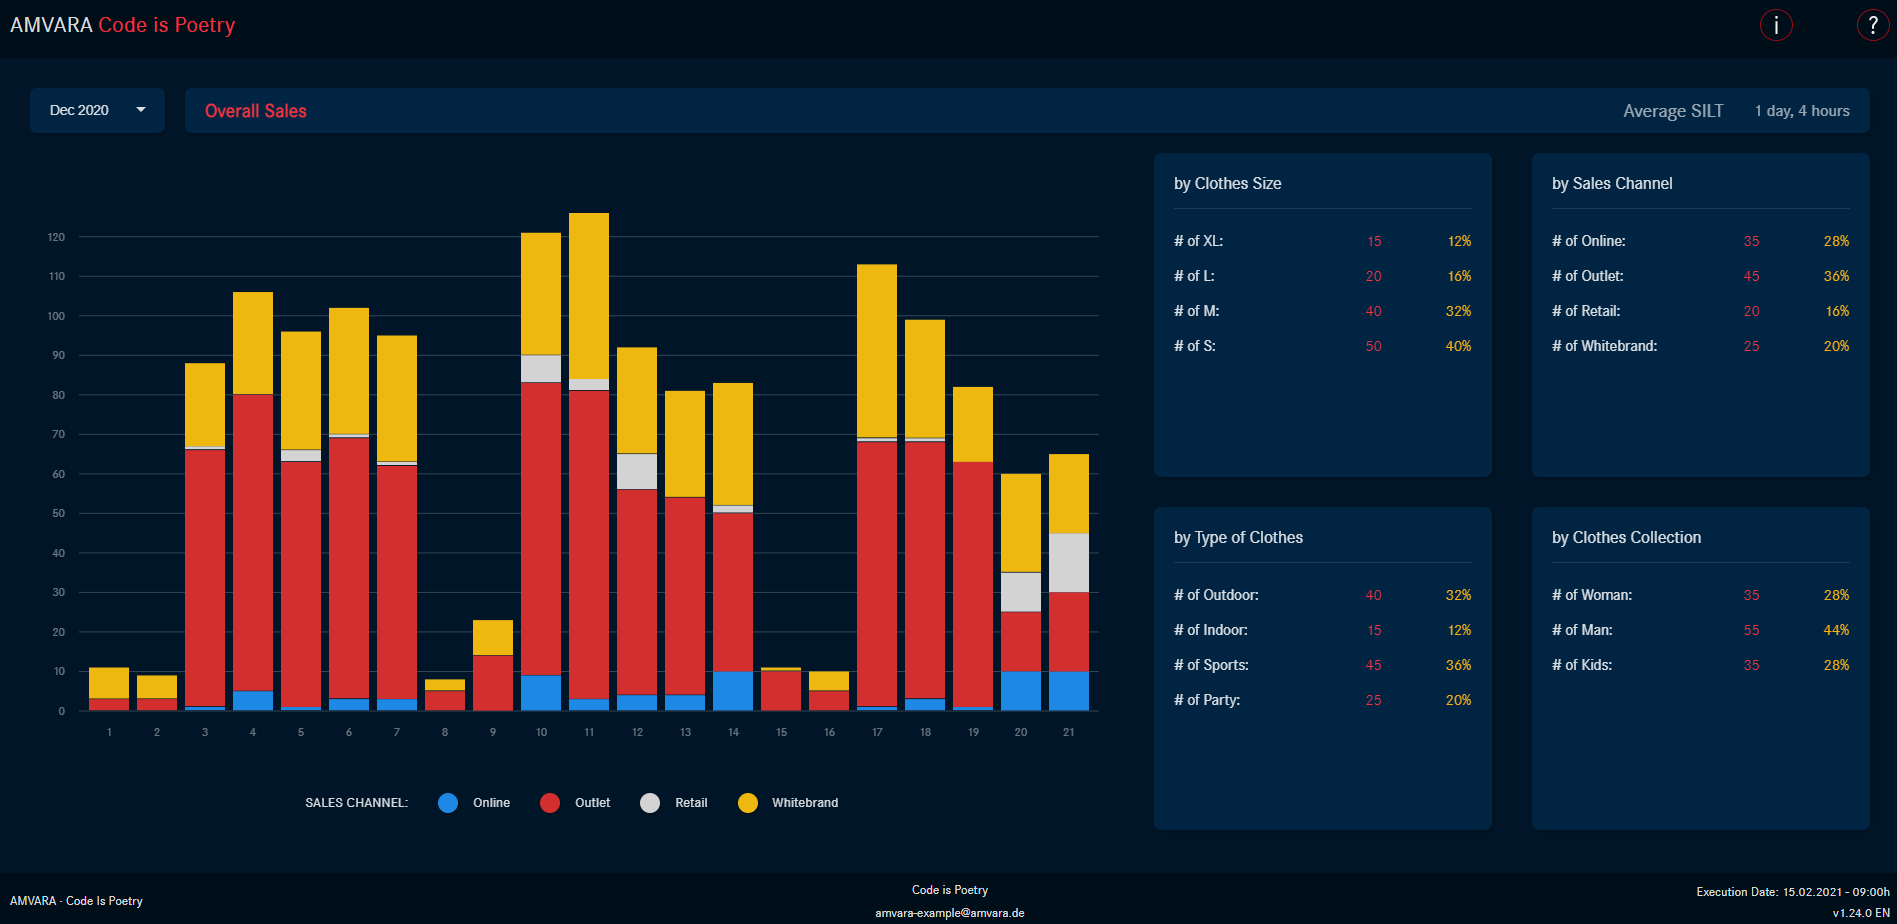 AMVARA Code is Poetry
i
?
Dec 2020
Overall Sales
Average SILT 1 day, 4 hours
120
110
100
90
80
70
60
50
40
30
20
10
0
1 2 3 4 5 6 7 8 9 10 11 12 13 14 15 16 17 18 19 20 21
SALES CHANNEL: Online Outlet Retail Whitebrand
by Clothes Size
# of XL: 15 12%
# of L: 20 16%
# of M: 40 32%
# of S: 50 40%
by Sales Channel
# of Online: 35 28%
# of Outlet: 45 36%
# of Retail: 20 16%
# of Whitebrand: 25 20%
by Type of Clothes
# of Outdoor: 40 32%
# of Indoor: 15 12%
# of Sports: 45 36%
# of Party: 25 20%
by Clothes Collection
# of Woman: 35 28%
# of Man: 55 44%
# of Kids: 35 28%
AMVARA - Code Is Poetry
Code is Poetry
amvara-example@amvara.de
Execution Date: 15.02.2021 - 09:00h
v1.24.0 EN